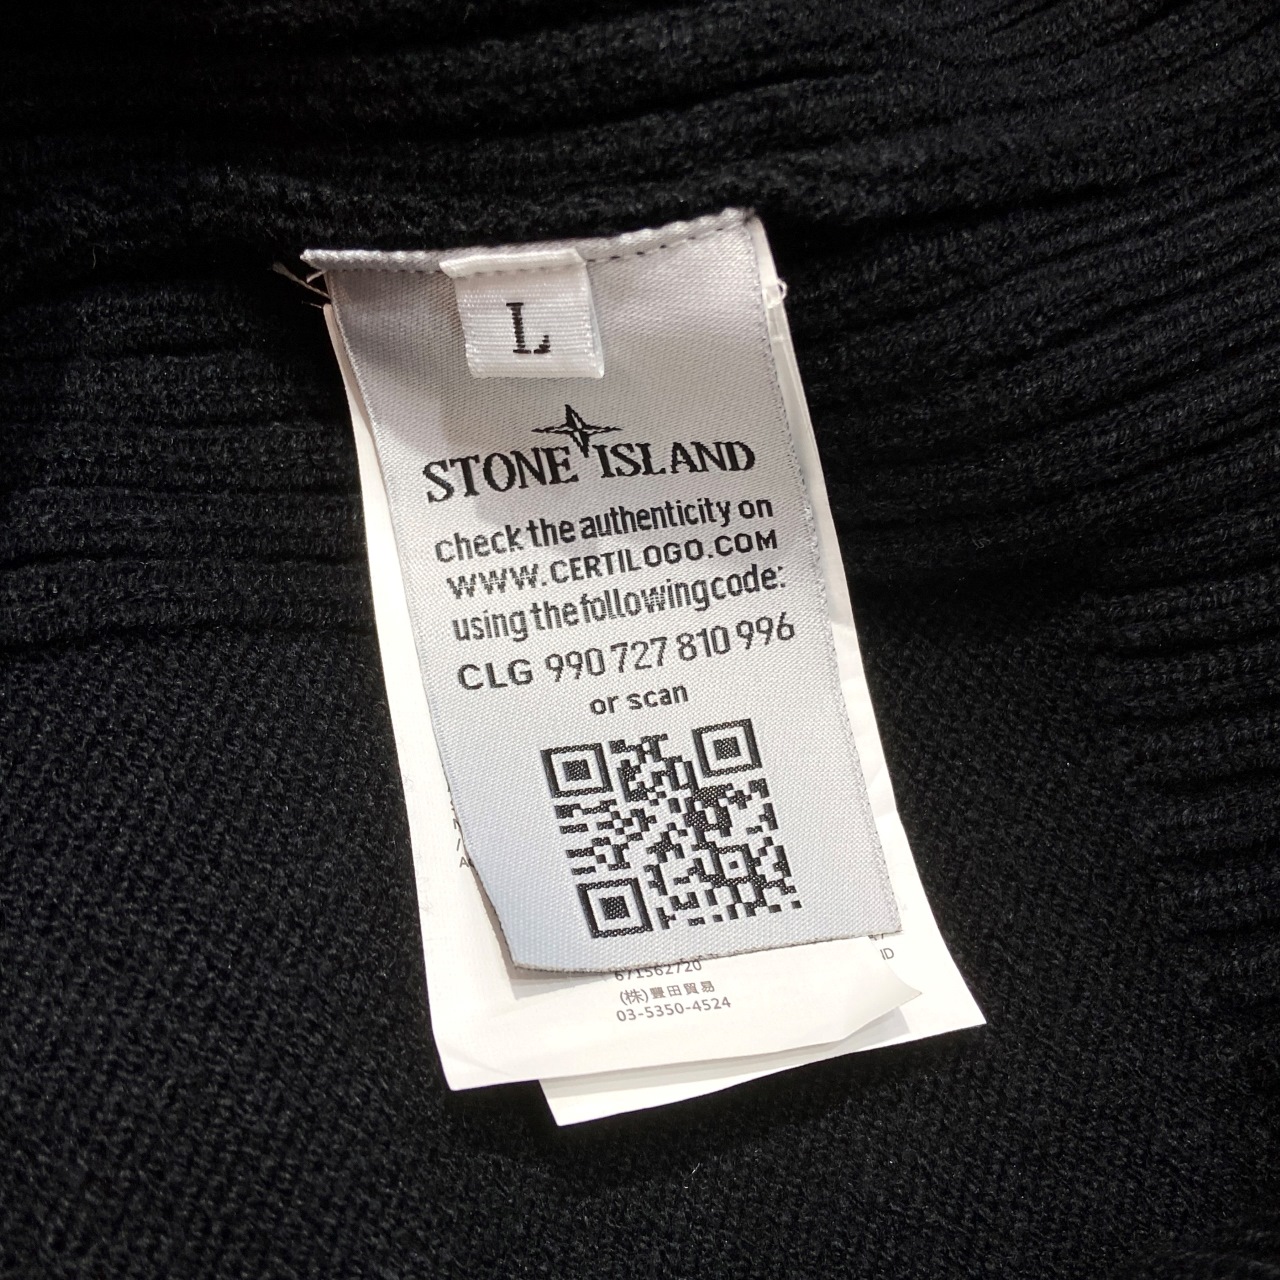 L
STONE ISLAND
check the authenticity on
WWW.CERTILOGO.COM
using the following code:
CLG 990 727 810 996
or scan
671562720
(株)豐田貿易
03-5350-4524